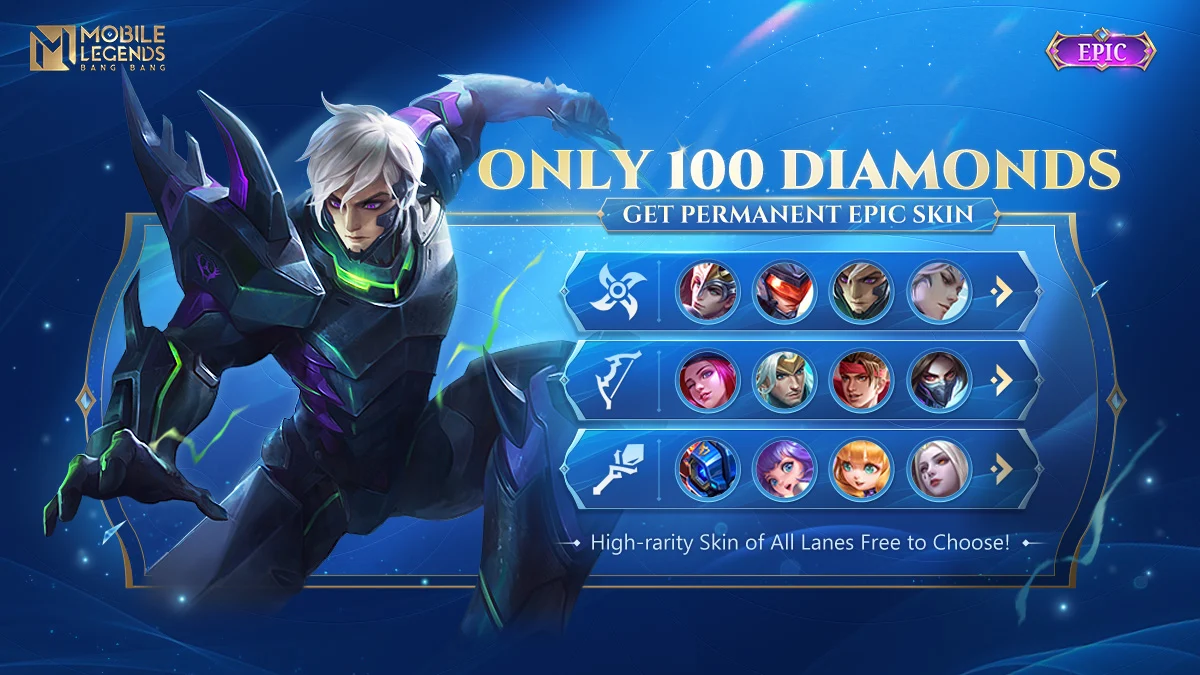 MOBILE
LEGENDS
BANG BANG
EPIC
ONLY 100 DIAMONDS
GET PERMANENT EPIC SKIN
High-rarity Skin of All Lanes Free to Choose!